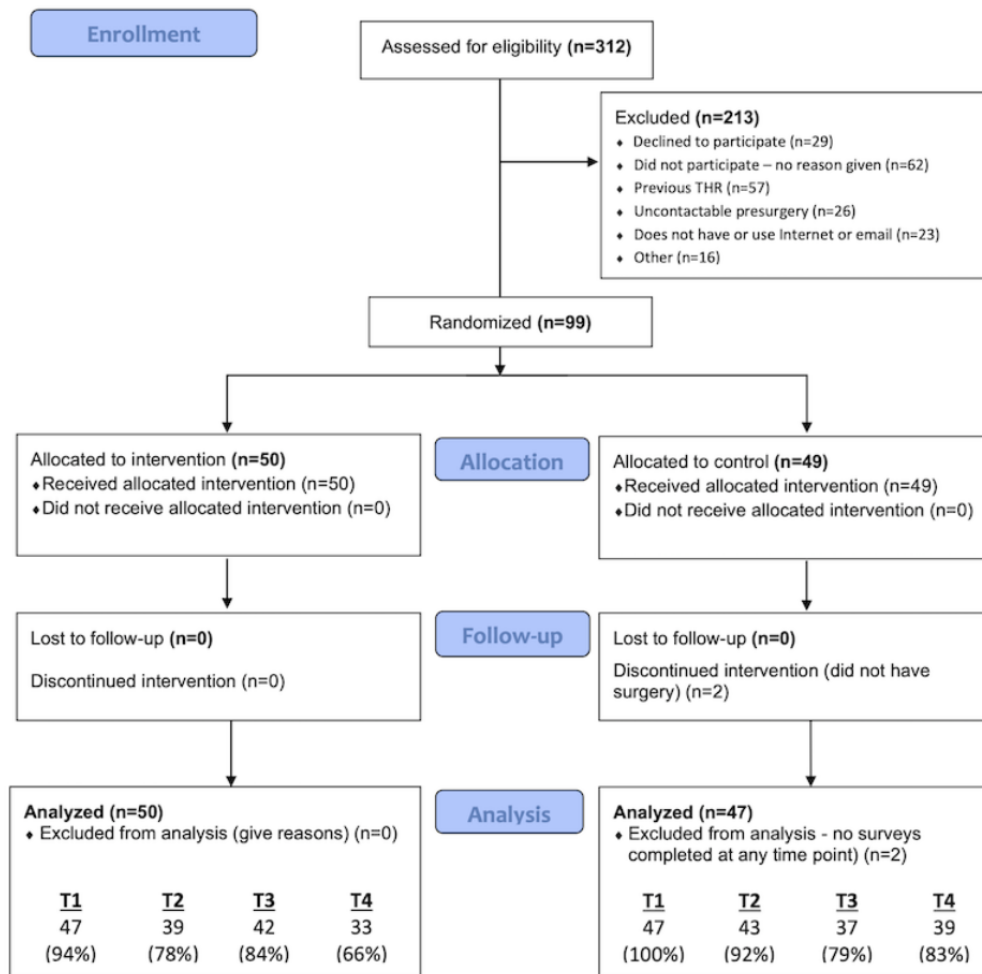 Enrollment
Assessed for eligibility (n=312)
Excluded (n=213)
♦ Declined to participate (n=29)
♦ Did not participate – no reason given (n=62)
♦ Previous THR (n=57)
♦ Uncontactable presurgery (n=26)
♦ Does not have or use Internet or email (n=23)
♦ Other (n=16)
Randomized (n=99)
Allocated to intervention (n=50)
♦Received allocated intervention (n=50)
♦Did not receive allocated intervention (n=0)
Allocation
Allocated to control (n=49)
♦Received allocated intervention (n=49)
♦Did not receive allocated intervention (n=0)
Lost to follow-up (n=0)
Discontinued intervention (n=0)
Follow-up
Lost to follow-up (n=0)
Discontinued intervention (did not have
surgery) (n=2)
Analyzed (n=50)
♦ Excluded from analysis (give reasons) (n=0)
T1 T2 T3 T4
47 39 42 33
(94%) (78%) (84%) (66%)
Analysis
Analyzed (n=47)
♦ Excluded from analysis - no surveys
completed at any time point) (n=2)
T1 T2 T3 T4
47 43 37 39
(100%) (92%) (79%) (83%)